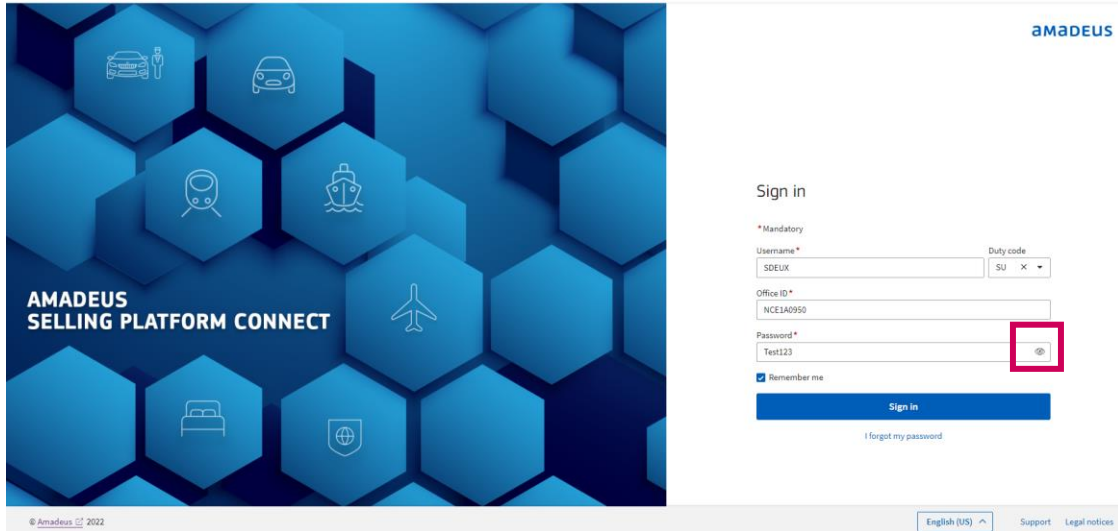 amadeus
AMADEUS
SELLING PLATFORM CONNECT
Sign in
* Mandatory
Username * Duty code
SDEUX SU
Office ID *
NCE1A0950
Password *
Test123
Remember me
Sign in
I forgot my password
© Amadeus 2022 English (US) Support Legal notices